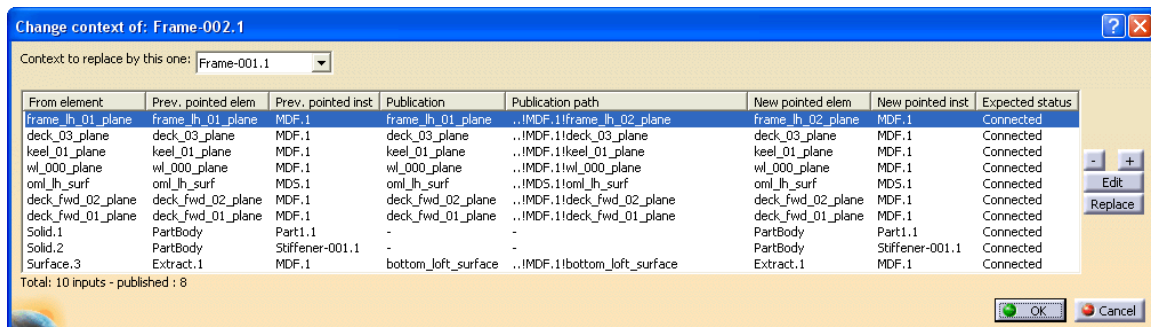 Change context of: Frame-002.1
Context to replace by this one: Frame-001.1
From element Prev. pointed elem Prev. pointed inst Publication Publication path New pointed elem New pointed inst Expected status
frame_lh_01_plane frame_lh_01_plane MDF.1 frame_lh_01_plane ..!MDF.1!frame_lh_02_plane frame_lh_02_plane MDF.1 Connected
deck_03_plane deck_03_plane MDF.1 deck_03_plane ..!MDF.1!deck_03_plane deck_03_plane MDF.1 Connected
keel_01_plane keel_01_plane MDF.1 keel_01_plane ..!MDF.1!keel_01_plane keel_01_plane MDF.1 Connected
wl_000_plane wl_000_plane MDF.1 wl_000_plane ..!MDF.1!wl_000_plane wl_000_plane MDF.1 Connected
oml_lh_surf oml_lh_surf MDS.1 oml_lh_surf ..!MDS.1!oml_lh_surf oml_lh_surf MDS.1 Connected
deck_fwd_02_plane deck_fwd_02_plane MDF.1 deck_fwd_02_plane ..!MDF.1!deck_fwd_02_plane deck_fwd_02_plane MDF.1 Connected
deck_fwd_01_plane deck_fwd_01_plane MDF.1 deck_fwd_01_plane ..!MDF.1!deck_fwd_01_plane deck_fwd_01_plane MDF.1 Connected
Solid.1 PartBody Part1.1 - - PartBody Part1.1 Connected
Solid.2 PartBody Stiffener-001.1 - - PartBody Stiffener-001.1 Connected
Surface.3 Extract.1 MDF.1 bottom_loft_surface ..!MDF.1!bottom_loft_surface Extract.1 MDF.1 Connected
- +
Edit
Replace
Total: 10 inputs - published : 8
OK Cancel